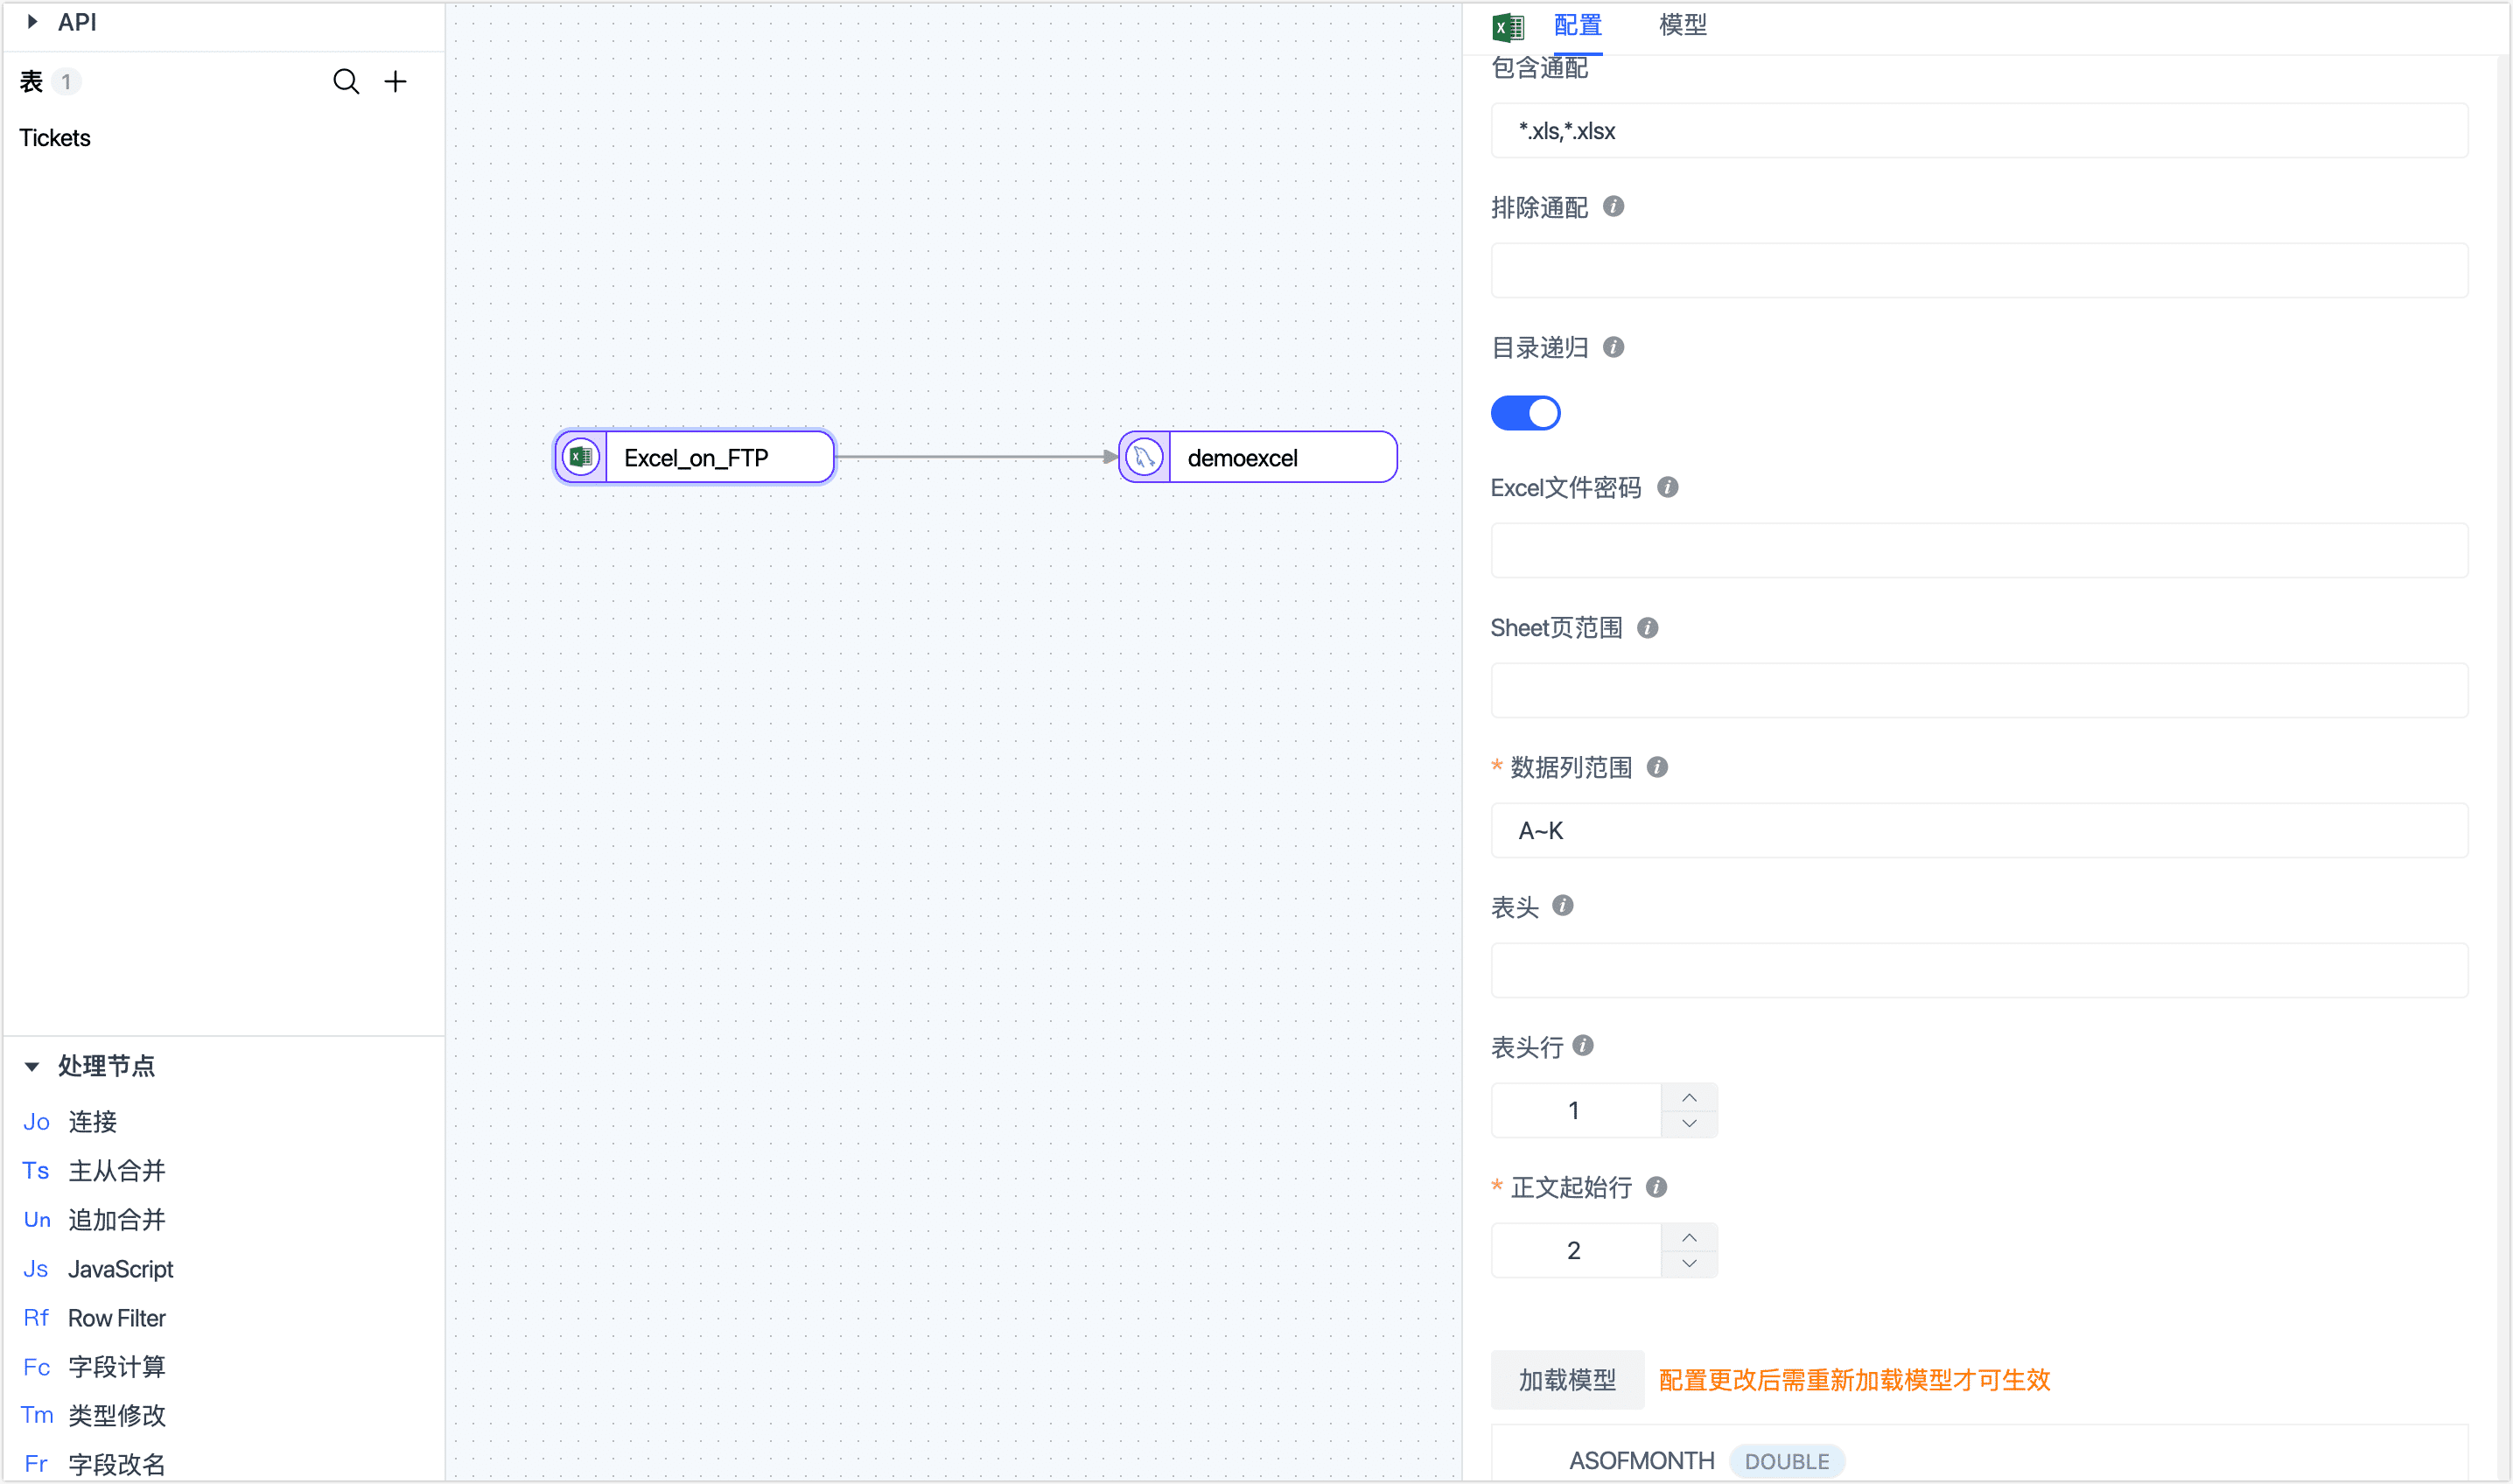 API
表 1
Tickets
处理节点
Jo 连接
Ts 主从合并
Un 追加合并
Js JavaScript
Rf Row Filter
Fc 字段计算
Tm 类型修改
Fr 字段改名
Excel_on_FTP
demoexcel
配置 模型
包含通配
*.xls,*.xlsx
排除通配
目录递归
Excel文件密码
Sheet页范围
* 数据列范围
A~K
表头
表头行
1
* 正文起始行
2
加载模型 配置更改后需重新加载模型才可生效
ASOFMONTH DOUBLE